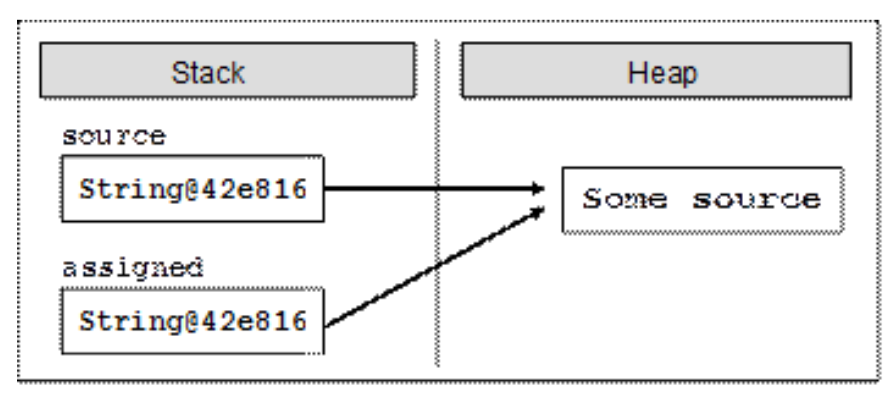 Stack
Heap
source
String@42e816
Some source
assigned
String@42e816